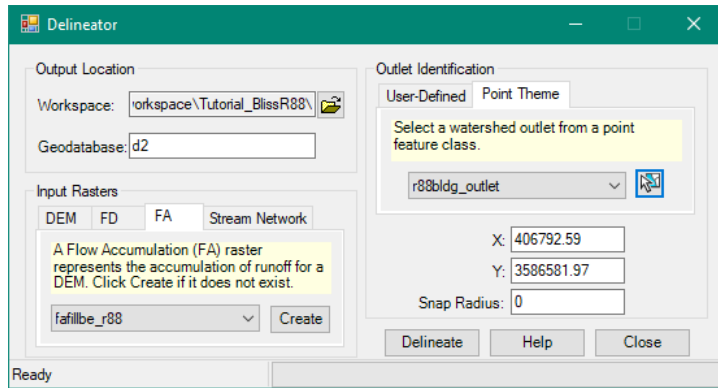 Delineator
Output Location
Workspace: orkspace\Tutorial_BlissR88\
Geodatabase: d2
Input Rasters
DEM FD FA Stream Network
A Flow Accumulation (FA) raster
represents the accumulation of runoff for a
DEM. Click Create if it does not exist.
fafillbe_r88 Create
Outlet Identification
User-Defined Point Theme
Select a watershed outlet from a point
feature class.
r88bldg_outlet
X: 406792.59
Y: 3586581.97
Snap Radius: 0
Delineate Help Close
Ready